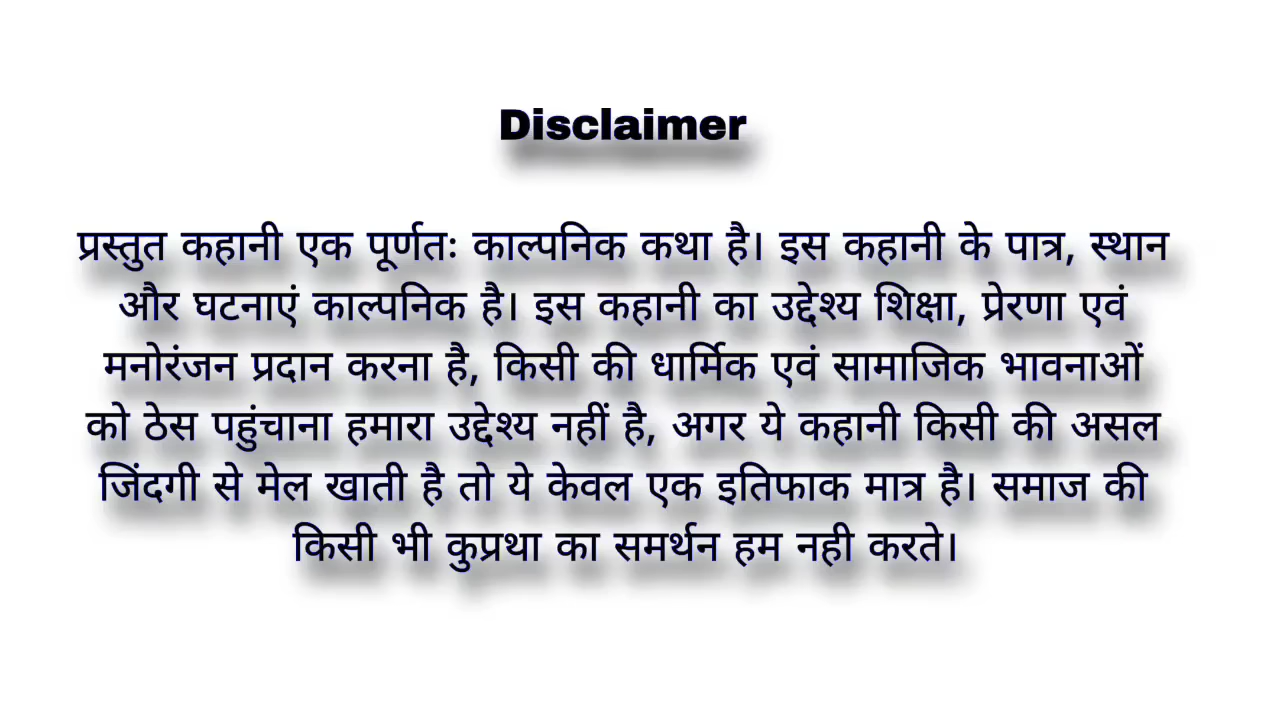 Disclaimer
प्रस्तुत कहानी एक पूर्णतः काल्पनिक कथा है। इस कहानी के पात्र, स्थान
और घटनाएं काल्पनिक है। इस कहानी का उद्देश्य शिक्षा, प्रेरणा एवं
मनोरंजन प्रदान करना है, किसी की धार्मिक एवं सामाजिक भावनाओं
को ठेस पहुंचाना हमारा उद्देश्य नहीं है, अगर ये कहानी किसी की असल
जिंदगी से मेल खाती है तो ये केवल एक इतिफाक मात्र है। समाज की
किसी भी कुप्रथा का समर्थन हम नही करते।